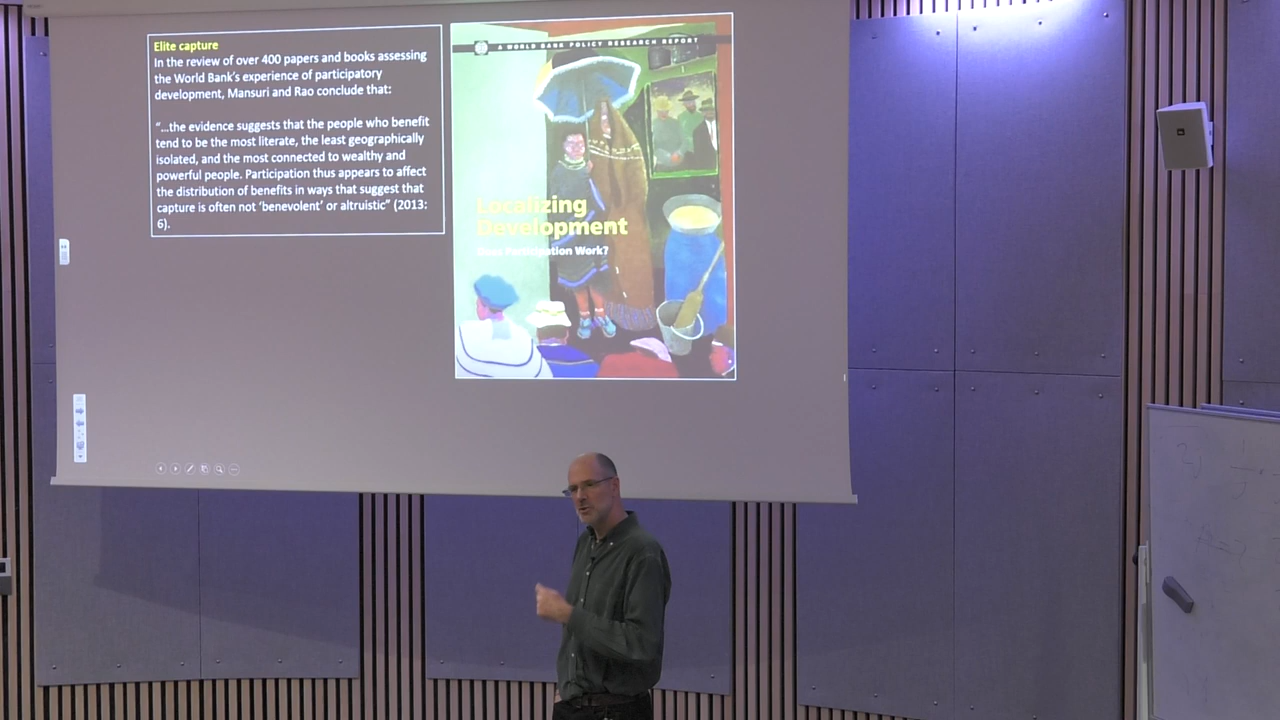 Elite capture
In the review of over 400 papers and books assessing
the World Bank's experience of participatory
development, Mansuri and Rao conclude that:
"...the evidence suggests that the people who benefit
tend to be the most literate, the least geographically
isolated, and the most connected to wealthy and
powerful people. Participation thus appears to affect
the distribution of benefits in ways that suggest that
capture is often not 'benevolent' or altruistic" (2013:
6).
A WORLD BANK POLICY RESEARCH REPORT
Localizing
Development
Does Participation Work?